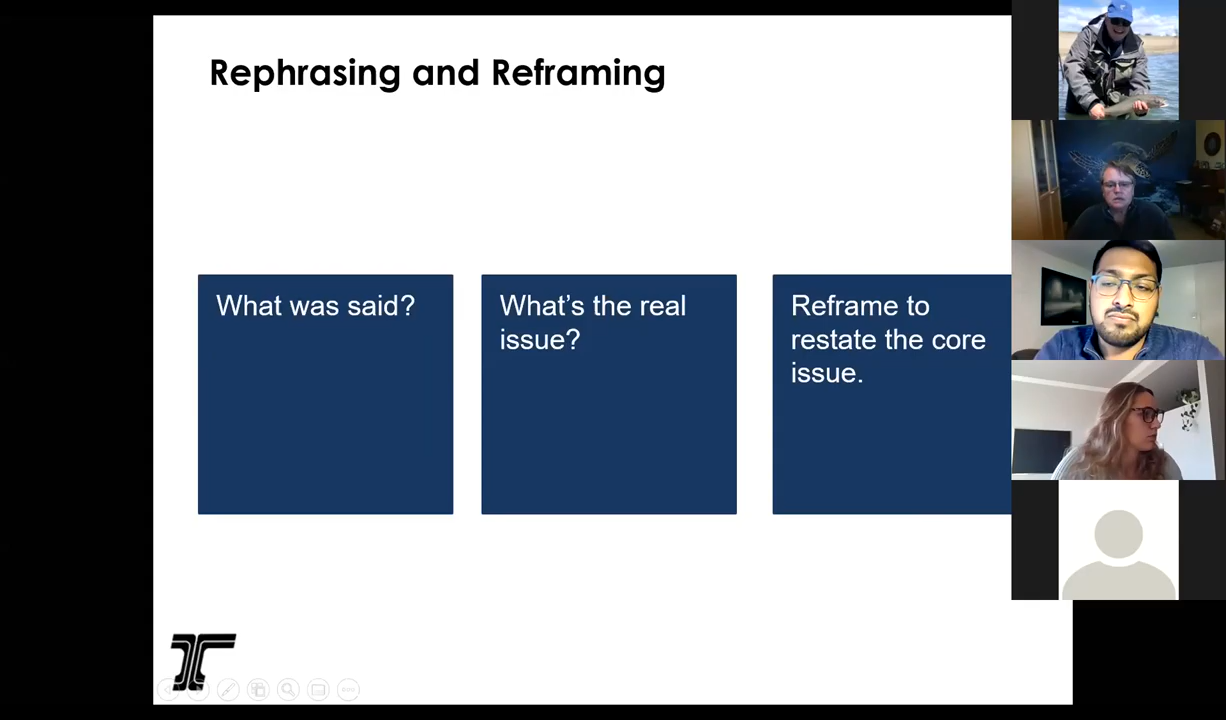 Rephrasing and Reframing
What was said?
What’s the real
issue?
Reframe to
restate the core
issue.